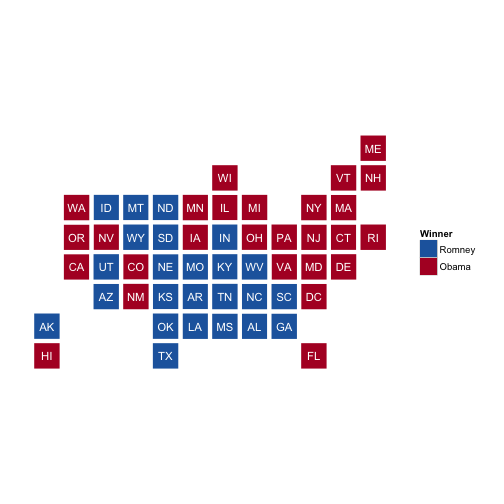 ME
WI VT NH
WA ID MT ND MN IL MI NY MA
OR NV WY SD IA IN OH PA NJ CT RI
CA UT CO NE MO KY WV VA MD DE
AZ NM KS AR TN NC SC DC
AK OK LA MS AL GA
HI TX FL
Winner
Romney
Obama